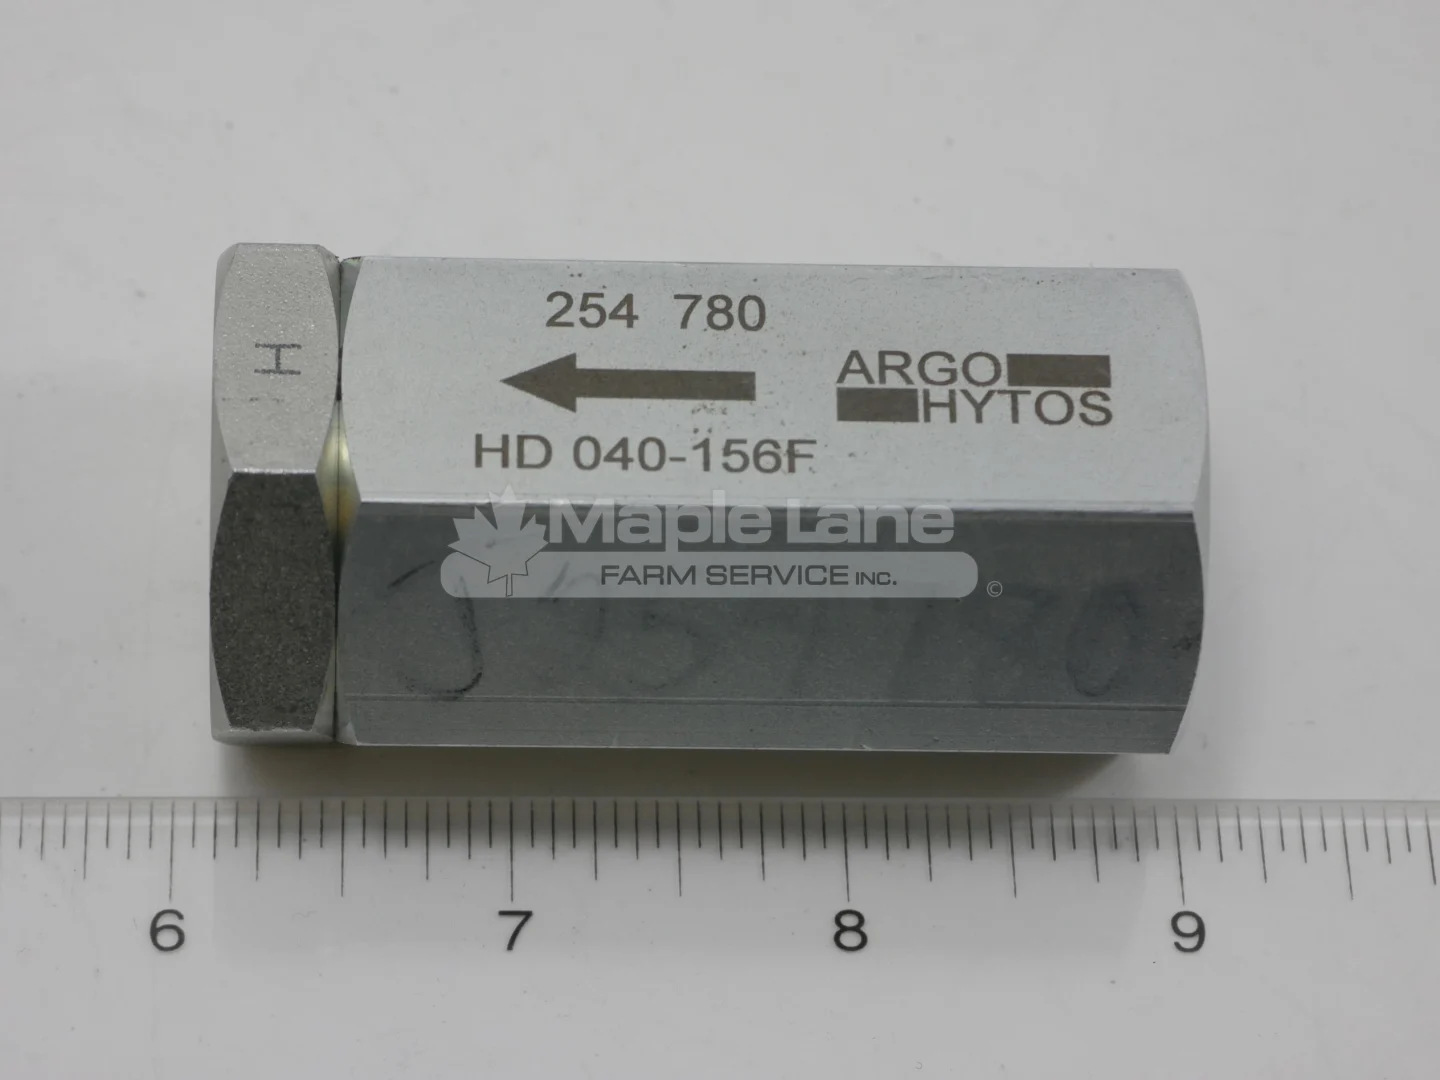 254 780
ARGO
HYTOS
HD 040-156F
H
Maple Lane
FARM SERVICE INC.
©
6 7 8 9